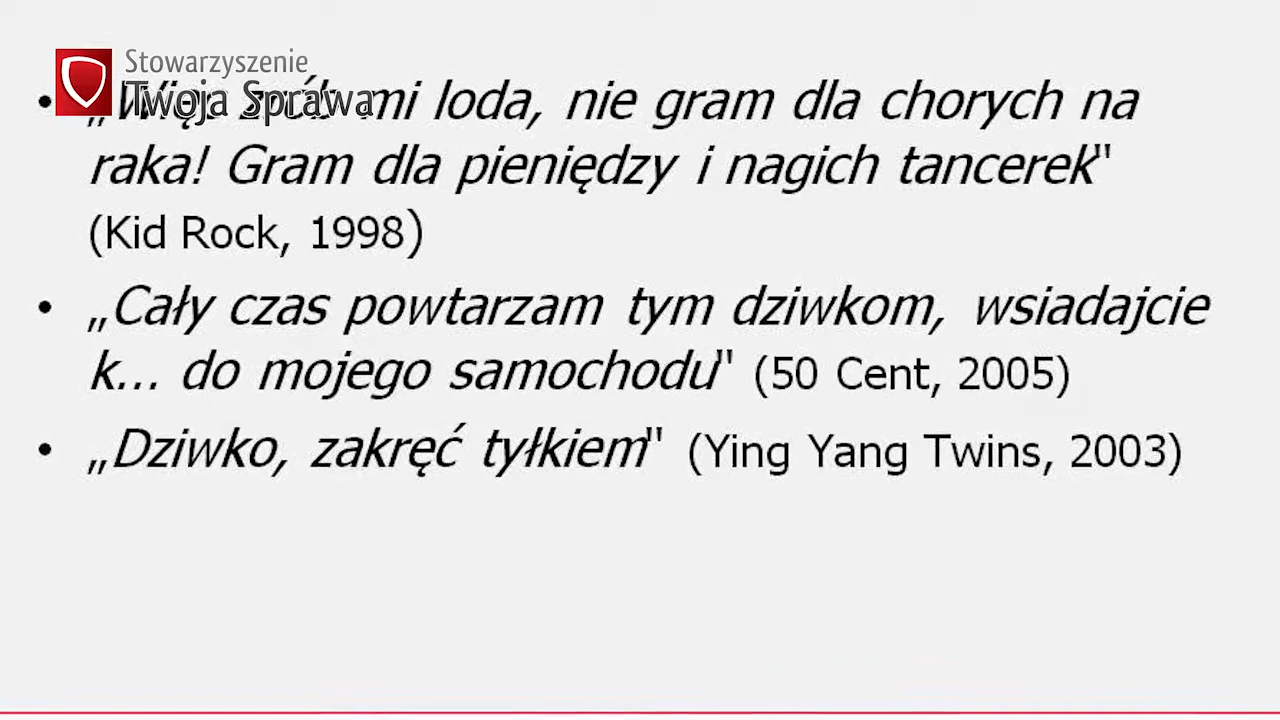 Stowarzyszenie
Twoja Sprawa
• mi loda, nie gram dla chorych na
raka! Gram dla pieniędzy i nagich tancerek"
(Kid Rock, 1998)
• „Cały czas powtarzam tym dziwkom, wsiadajcie
k... do mojego samochodu" (50 Cent, 2005)
• „Dziwko, zakręć tyłkiem" (Ying Yang Twins, 2003)